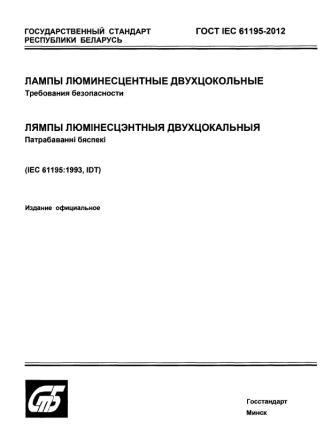 ГОСУДАРСТВЕННЫЙ СТАНДАРТ
РЕСПУБЛИКИ БЕЛАРУСЬ
ГОСТ IEC 61195-2012
ЛАМПЫ ЛЮМИНЕСЦЕНТНЫЕ ДВУХЦОКОЛЬНЫЕ
Требования безопасности
ЛЯМПЫ ЛЮМІНЕСЦЭНТНЫЯ ДВУХЦОКАЛЬНЫЯ
Патрабаванні бяспекі
(IEC 61195:1993, IDT)
Издание официальное
СТБ
Госстандарт
Минск